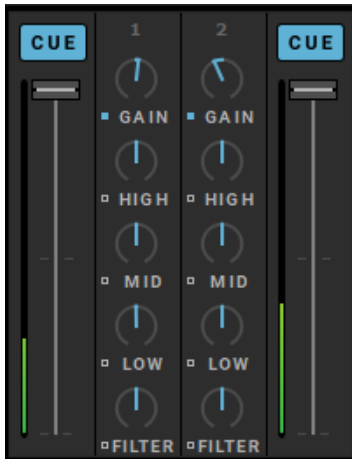 CUE 1 2 CUE
GAIN GAIN
HIGH HIGH
MID MID
LOW LOW
FILTER FILTER